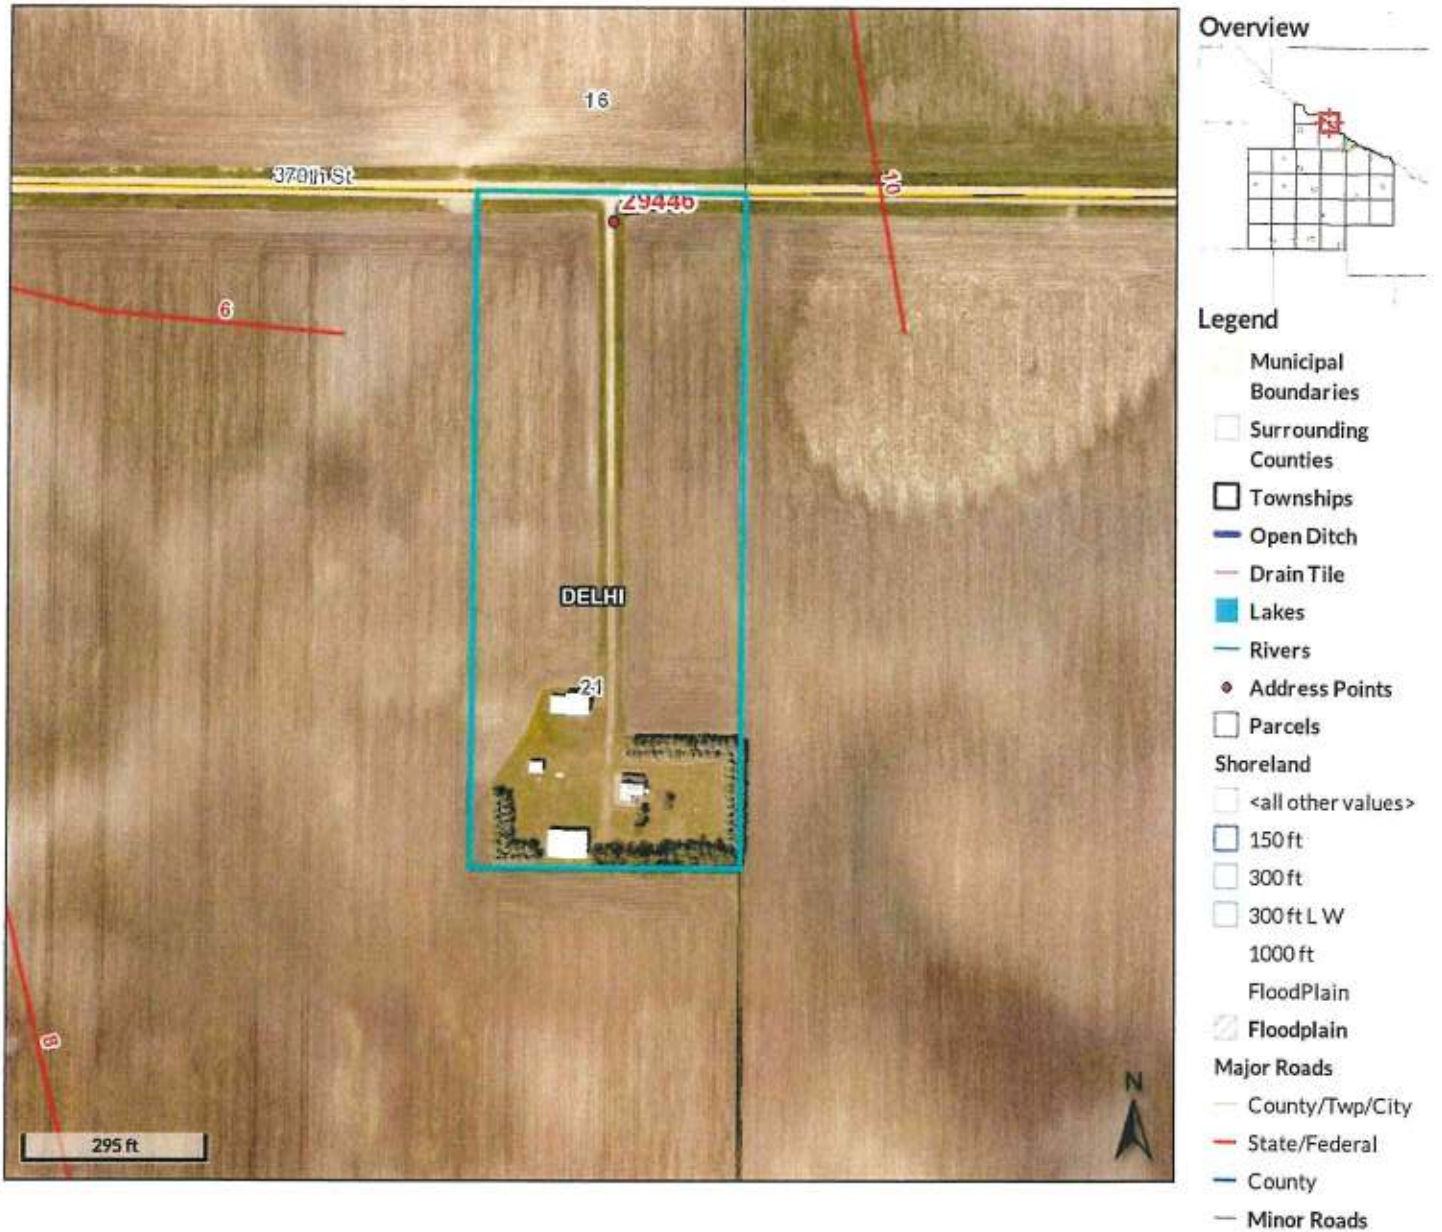 16
370th St
29446
10
6
DELHI
21
8
N
295 ft
Overview
Legend
Municipal
Boundaries
Surrounding
Counties
Townships
Open Ditch
Drain Tile
Lakes
Rivers
Address Points
Parcels
Shoreland
<all other values>
150 ft
300 ft
300 ft L W
1000 ft
FloodPlain
Floodplain
Major Roads
County/Twp/City
State/Federal
County
Minor Roads